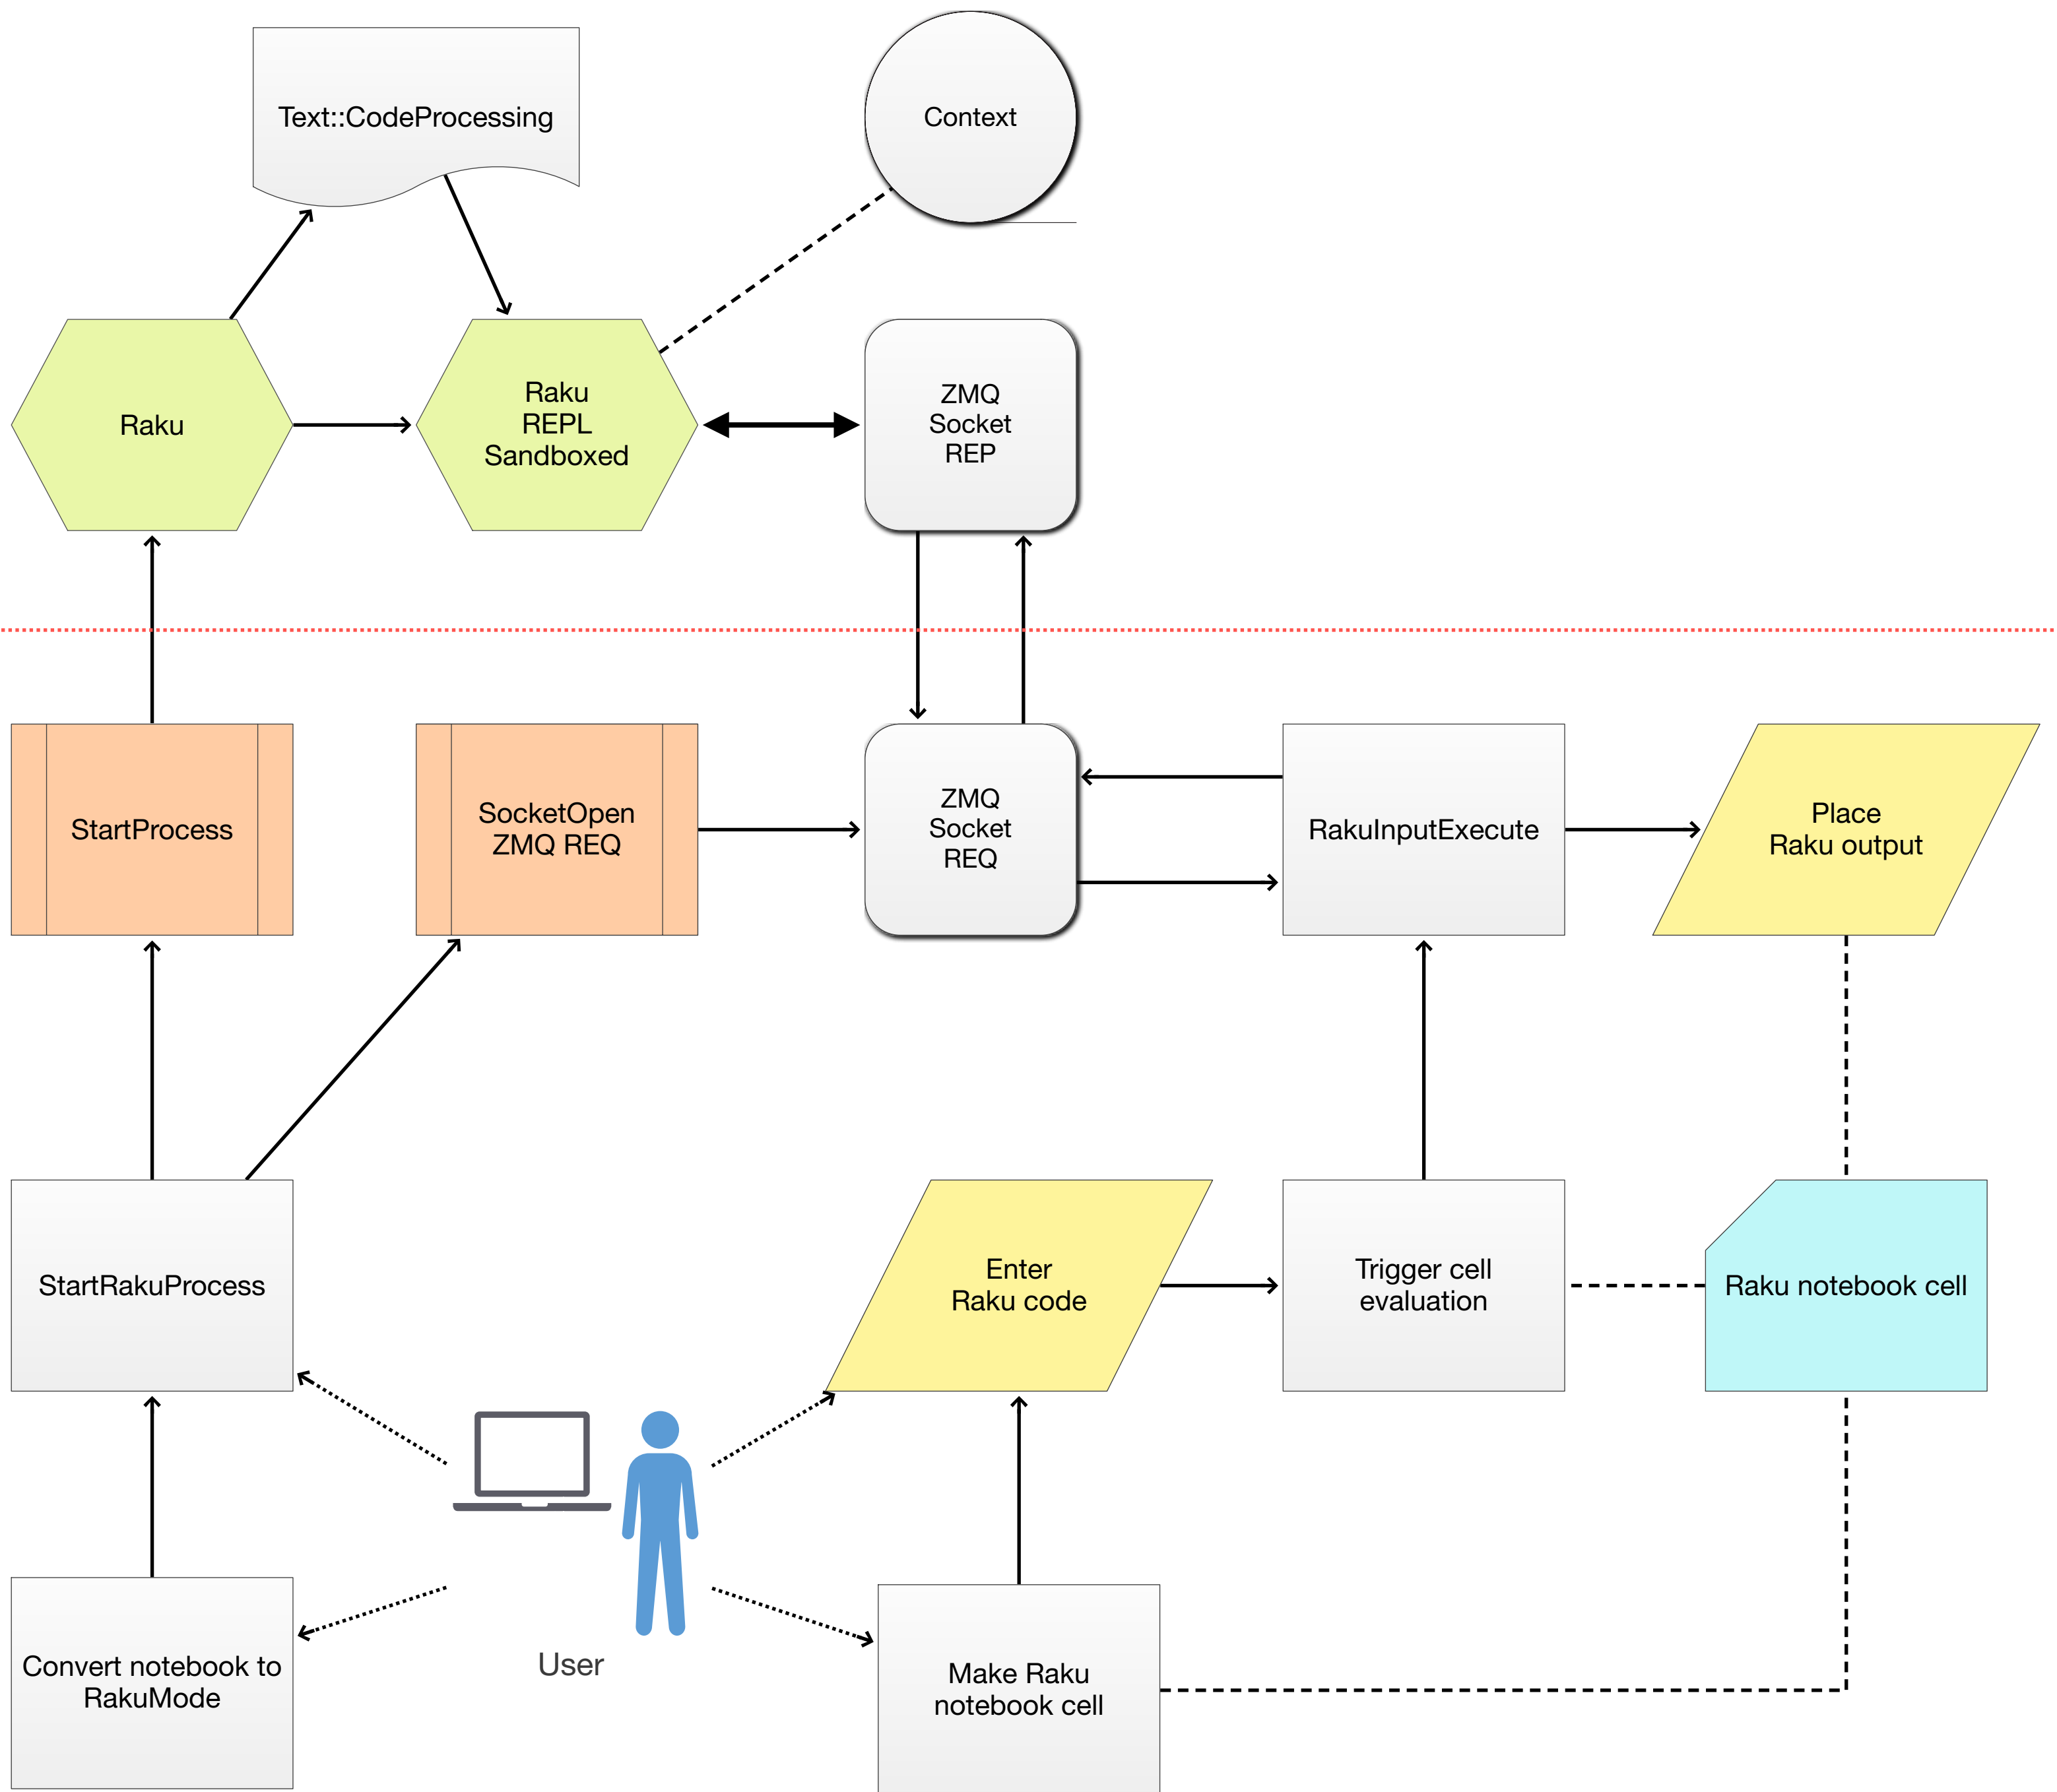 Text::CodeProcessing
Context
Raku
Raku
REPL
Sandboxed
ZMQ
Socket
REP
StartProcess
SocketOpen
ZMQ REQ
ZMQ
Socket
REQ
RakuInputExecute
Place
Raku output
StartRakuProcess
Enter
Raku code
Trigger cell
evaluation
Raku notebook cell
User
Convert notebook to
RakuMode
Make Raku
notebook cell